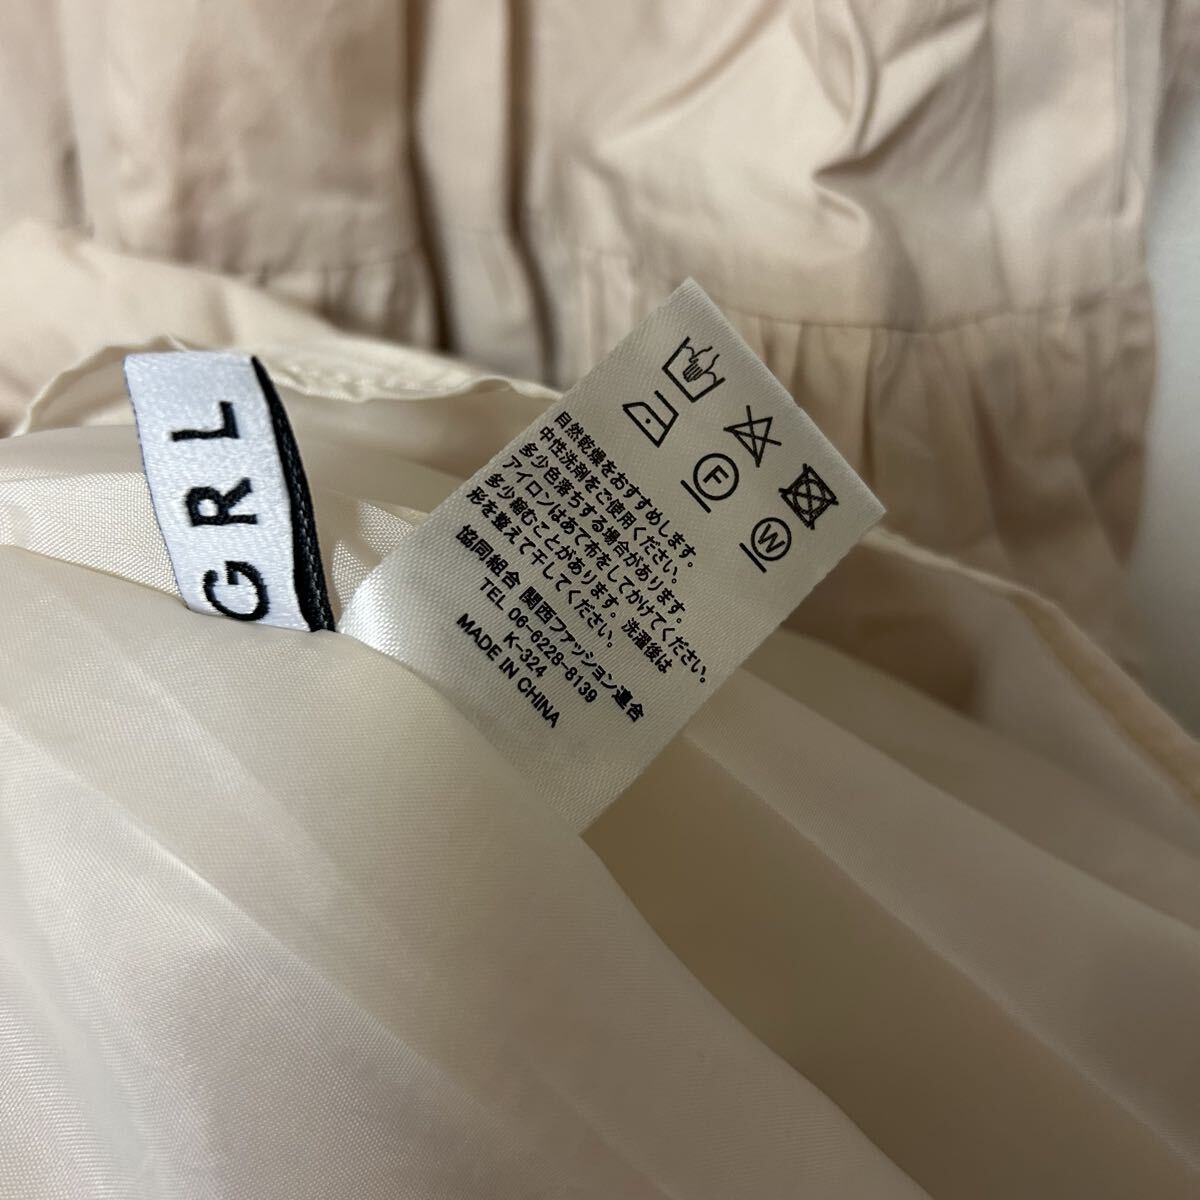 GRL
F
W
自然乾燥をおすすめします。
中性洗剤をご使用ください。
多少色落ちする場合があります。
アイロンはあて布をしてかけてください。
多少縮むことがあります。洗濯後は
形を整えて干してください。
協同組合 関西ファッション連合
TEL 06-6228-8139
K-324
MADE IN CHINA